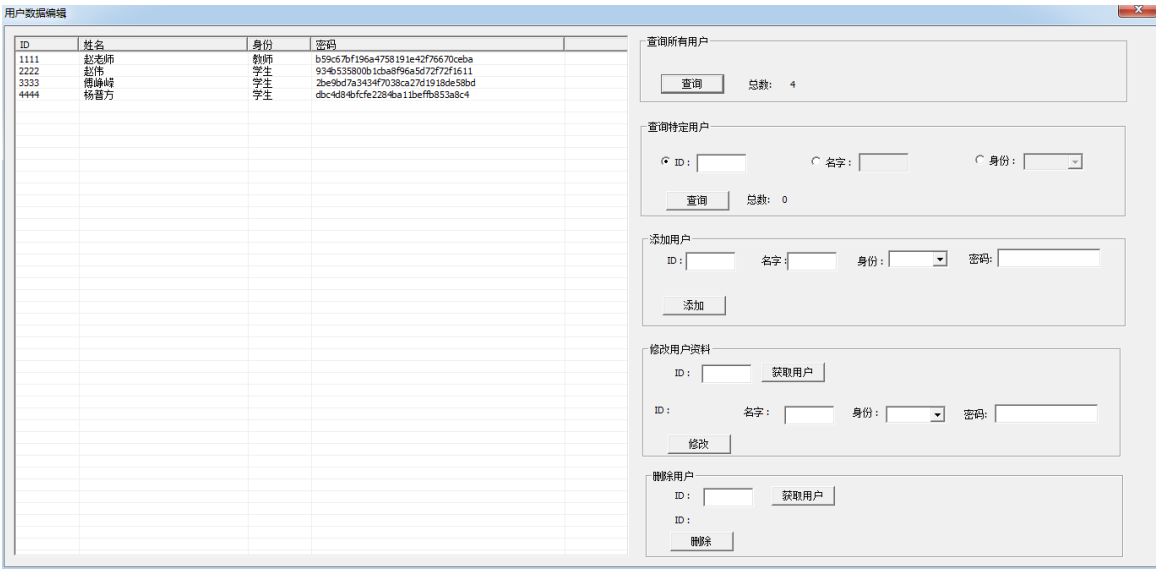 用户数据编辑
ID 姓名 身份 密码
1111 赵老师 教师 b59c67bf196a4758191e42f76670ceba
2222 赵伟 学生 934b535800b1cba8f96a5d72f72f1611
3333 傅峥嵘 学生 2be9bd7a3434f7038ca27d1918de58bd
4444 杨菩方 学生 dbc4d84bfcfe2284ba11beffb853a8c4
查询所有用户
查询 总数: 4
查询特定用户
ID: 名字: 身份:
查询 总数: 0
添加用户
ID: 名字: 身份: 密码:
添加
修改用户资料
ID: 获取用户
ID: 名字: 身份: 密码:
修改
删除用户
ID: 获取用户
ID:
删除